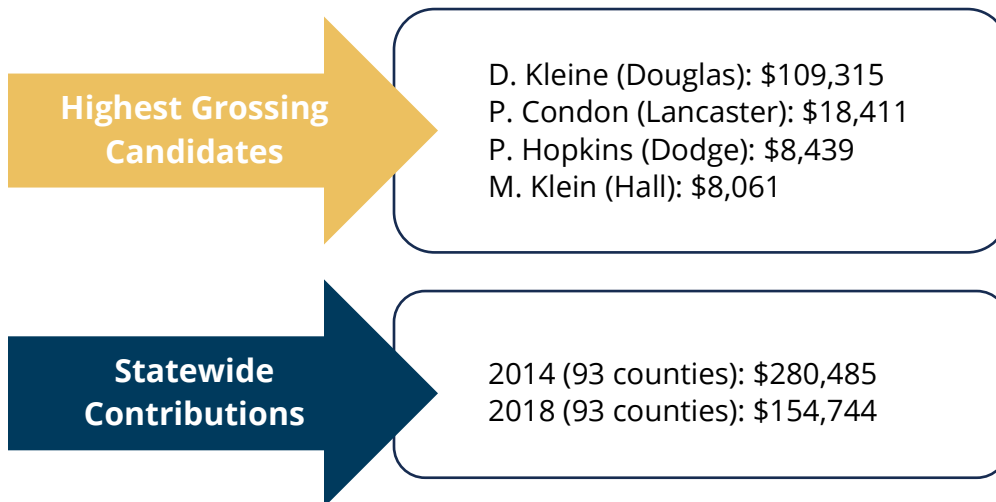 Highest Grossing
Candidates
D. Kleine (Douglas): $109,315
P. Condon (Lancaster): $18,411
P. Hopkins (Dodge): $8,439
M. Klein (Hall): $8,061
Statewide
Contributions
2014 (93 counties): $280,485
2018 (93 counties): $154,744